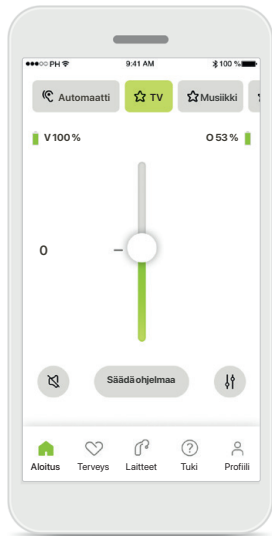 PH 9:41 AM 100 %
Automaatti TV Musiikki
V 100 % O 53 %
0
Säädä ohjelmaa
Aloitus Terveys Laitteet Tuki Profiili